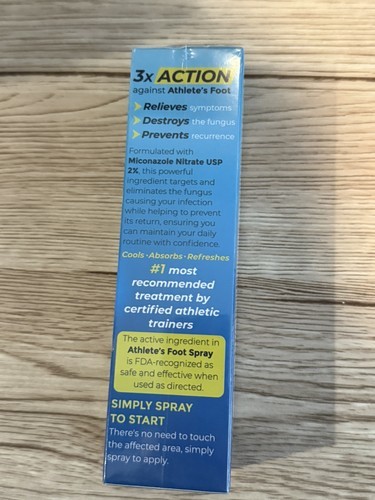 3x ACTION
against Athlete's Foot
Relieves symptoms
Destroys the fungus
Prevents recurrence
Formulated with
Miconazole Nitrate USP
2%, this powerful
ingredient targets and
eliminates the fungus
causing your infection
while helping to prevent
its return, ensuring you
can maintain your daily
routine with confidence.
Cools · Absorbs · Refreshes
#1 most
recommended
treatment by
certified athletic
trainers
The active ingredient in
Athlete's Foot Spray
is FDA-recognized as
safe and effective when
used as directed.
SIMPLY SPRAY
TO START
There's no need to touch
the affected area, simply
spray to apply.